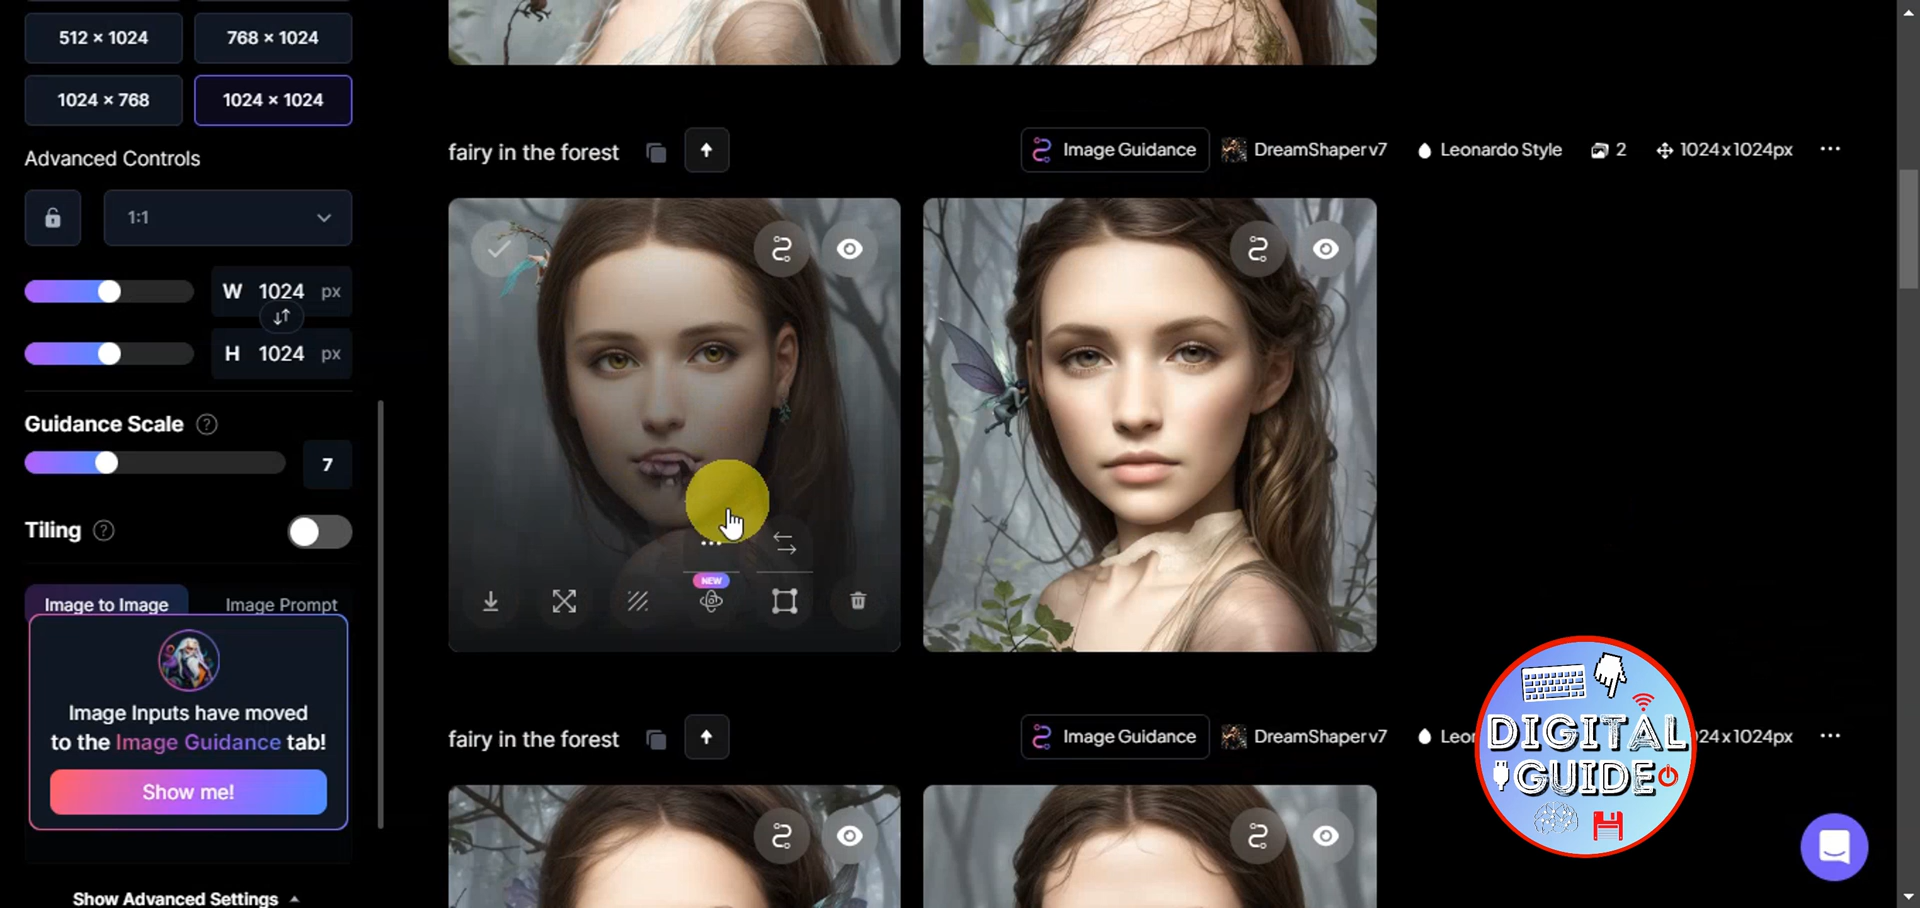 512 × 1024
768 × 1024
1024 × 768
1024 × 1024
Advanced Controls
1:1
W 1024 px
H 1024 px
Guidance Scale ?
7
Tiling ?
Image to Image
Image Prompt
Image Inputs have moved
to the Image Guidance tab!
Show me!
Show Advanced Settings
fairy in the forest
Image Guidance
DreamShaper v7
Leonardo Style
2
1024x1024px
NEW
fairy in the forest
Image Guidance
DreamShaper v7
Leo
24x1024px
DIGITAL
GUIDE